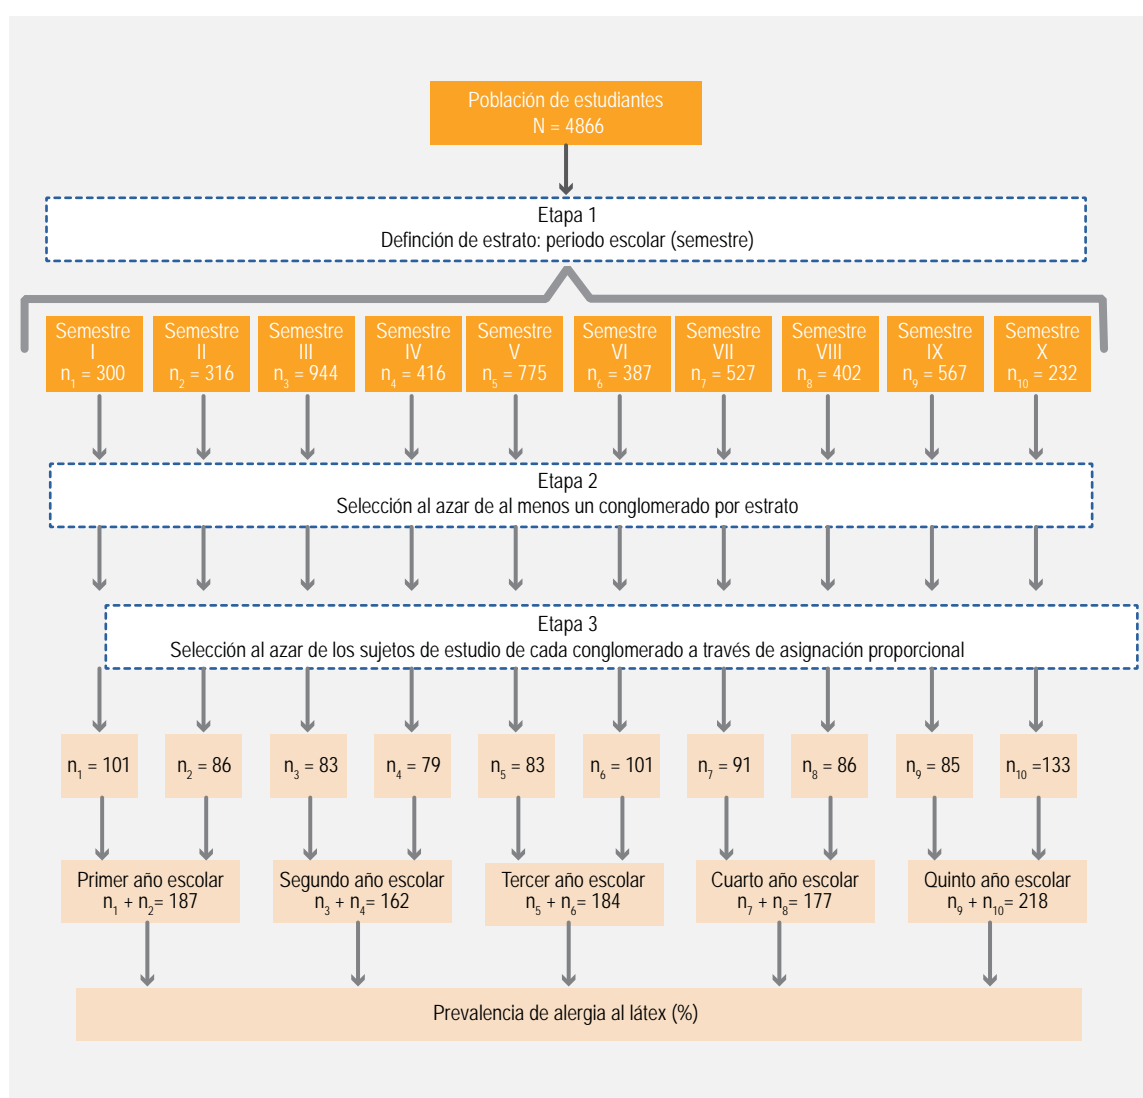 Población de estudiantes
N = 4866
Etapa 1
Definción de estrato: periodo escolar (semestre)
Semestre I n₁ = 300
Semestre II n₂ = 316
Semestre III n₃ = 944
Semestre IV n₄ = 416
Semestre V n₅ = 775
Semestre VI n₆ = 387
Semestre VII n₇ = 527
Semestre VIII n₈ = 402
Semestre IX n₉ = 567
Semestre X n₁₀ = 232
Etapa 2
Selección al azar de al menos un conglomerado por estrato
Etapa 3
Selección al azar de los sujetos de estudio de cada conglomerado a través de asignación proporcional
n₁ = 101
n₂ = 86
n₃ = 83
n₄ = 79
n₅ = 83
n₆ = 101
n₇ = 91
n₈ = 86
n₉ = 85
n₁₀ =133
Primer año escolar
n₁ + n₂= 187
Segundo año escolar
n₃ + n₄= 162
Tercer año escolar
n₅ + n₆= 184
Cuarto año escolar
n₇ + n₈= 177
Quinto año escolar
n₉ + n₁₀= 218
Prevalencia de alergia al látex (%)